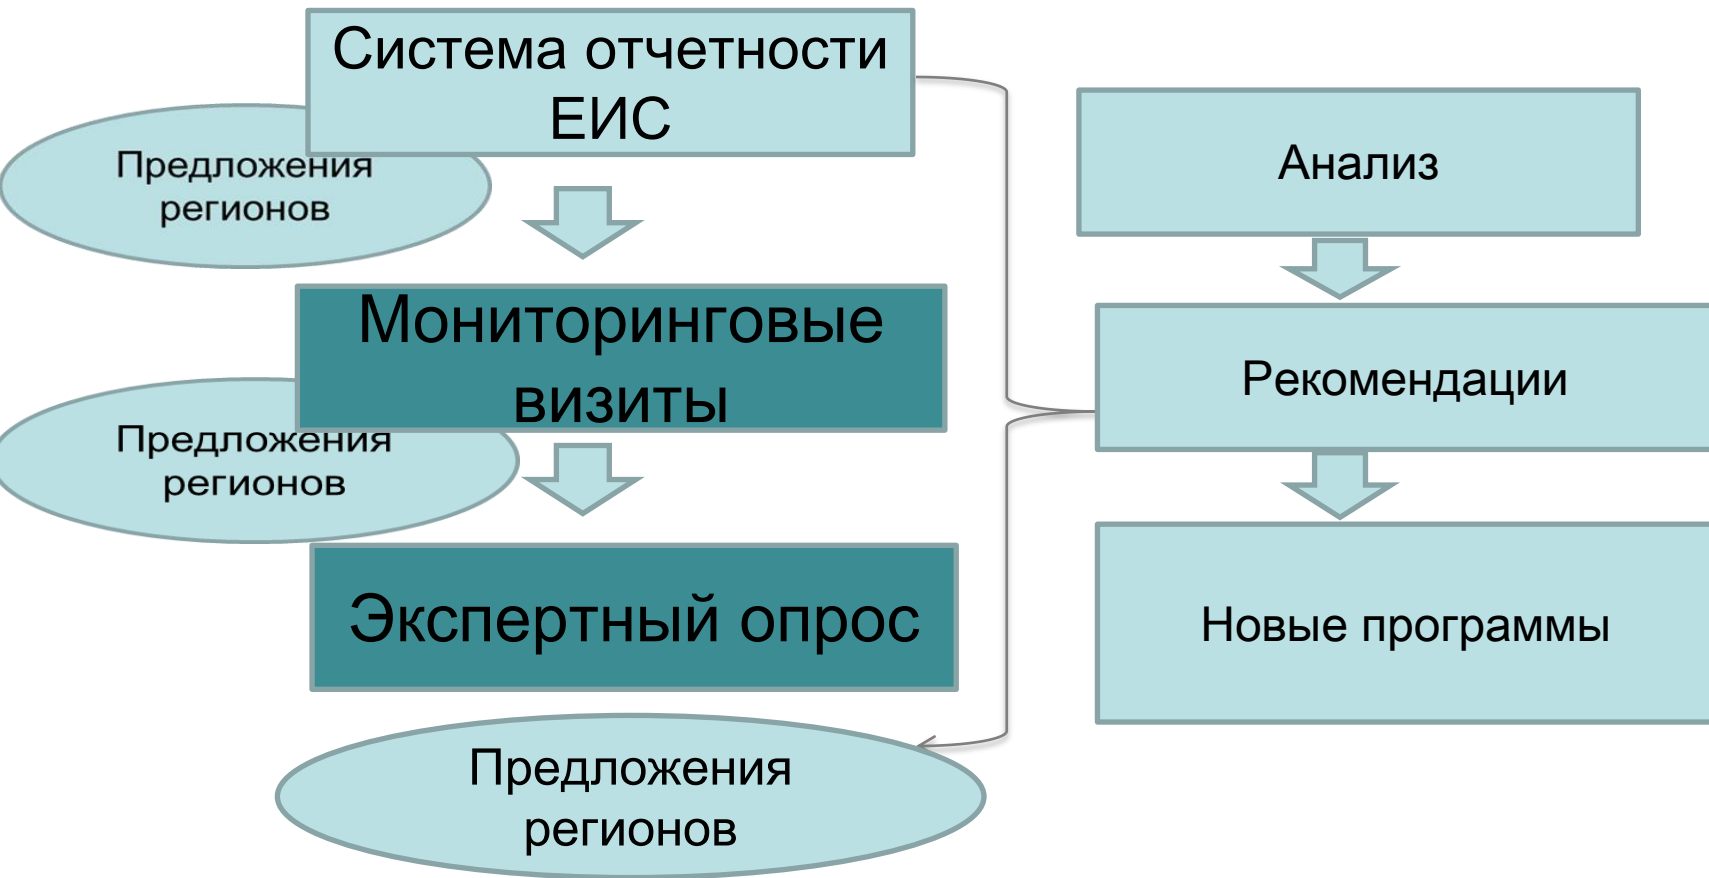 Система отчетности
ЕИС
Предложения
регионов
Мониторинговые
визиты
Предложения
регионов
Экспертный опрос
Предложения
регионов
Анализ
Рекомендации
Новые программы